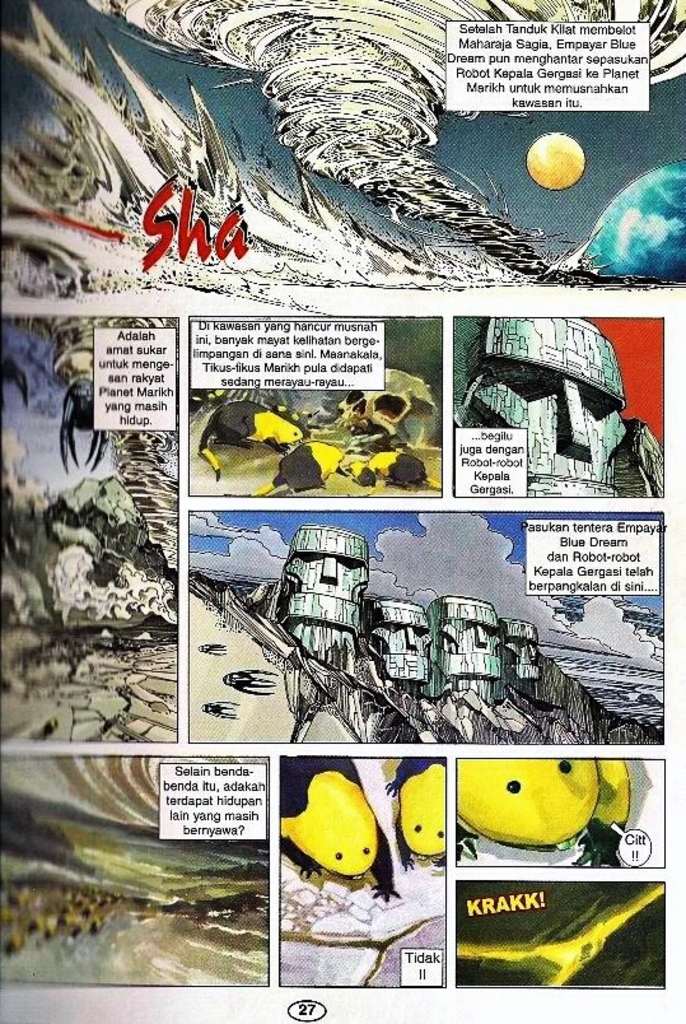 Setelah Tanduk Kilat membelot
Maharaja Sagia, Empayar Blue
Dream pun menghantar sepasukan
Robot Kepala Gergasi ke Planet
Marikh untuk memusnahkan
kawasan itu.
Sha
Adalah
amat sukar
untuk menge-
san rakyat
Planet Marikh
yang masih
hidup.
Di kawasan yang hancur musnah
ini, banyak mayat kelihatan berge-
limpangan di sana sini. Maanakala,
Tikus-tikus Marikh pula didapati
sedang merayau-rayau...
...begitu
juga dengan
Robot-robot
Kepala
Gergasi.
Pasukan tentera Empayar
Blue Dream
dan Robot-robot
Kepala Gergasi telah
berpangkalan di sini....
Selain benda-
benda itu, adakah
terdapat hidupan
lain yang masih
bernyawa?
Tidak
!!
Citt
!!
KRAKK!
27